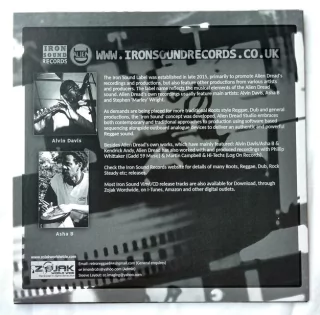 IRON
SOUND
RECORDS
WWW.IRONSOUNDRECORDS.CO.UK
The Iron Sound Label was established in late 2015, primarily to promote Allen Dread's
recordings and productions, but also feature other productions from various artists
and producers. The label name reflects the musical elements of the Allen Dread
sound. Allen Dread's own recordings usually feature main artists: Alvin Davis, Asha B
and Stephen 'Marley' Wright.
As demands are being placed for more traditional Roots style Reggae, Dub and general
productions, the 'Iron Sound' concept was developed. Allen Dread Studio embraces
both contemporary and traditional approaches to production using software based
sequencing alongside outboard analogue devices to deliver an authentic and powerful
Reggae sound.
Alvin Davis
Besides Allen Dread's own works, which have mainly featured Alvin Davis/Asha B &
Kendrick Andy, Allen Dread has also worked with and produced recordings with Phillip
Whittaker (Gadd 59 Music) & Martin Campbell & Hi-Techs (Log On Records).
Check the Iron Sound Records website for details of many Roots, Reggae, Dub, Rock
Steady etc; releases.
Most Iron Sound Vinyl/CD release tracks are also available for Download, through
Zojak Worldwide, on I-Tunes, Amazon and other digital outlets.
Asha B
ZOJAK